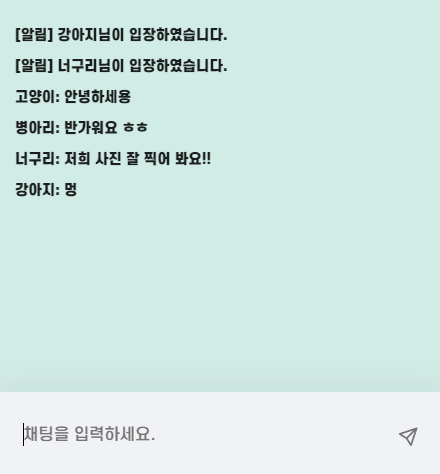 [알림] 강아지님이 입장하였습니다.
[알림] 너구리님이 입장하였습니다.
고양이: 안녕하세용
병아리: 반가워요 ㅎㅎ
너구리: 저희 사진 잘 찍어 봐요!!
강아지: 멍
채팅을 입력하세요.